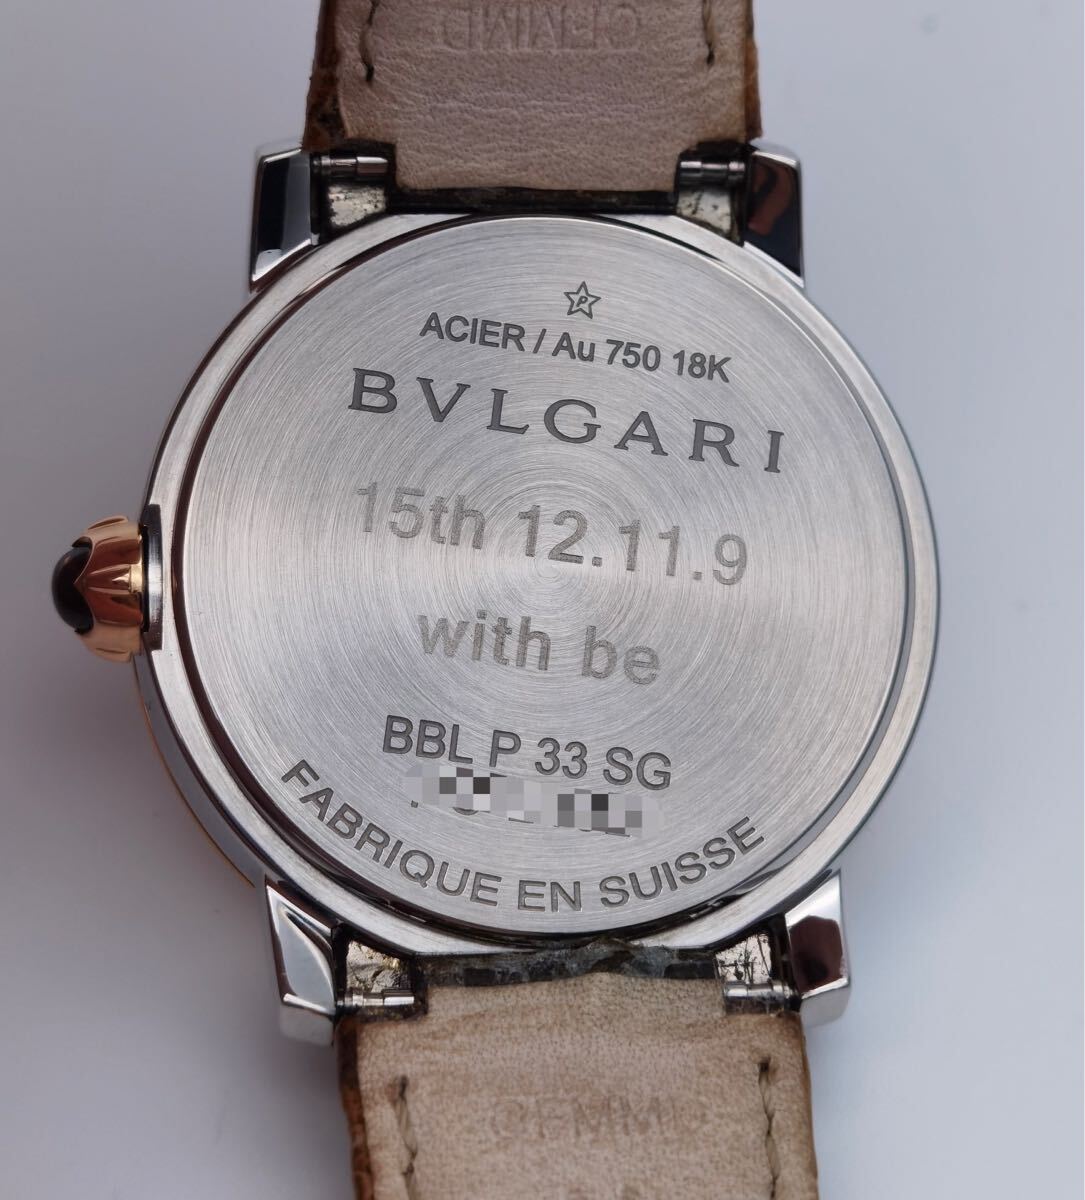 P
ACIER / Au 750 18K
BVLGARI
15th 12.11.9
with be
BBL P 33 SG
FABRIQUE EN SUISSE